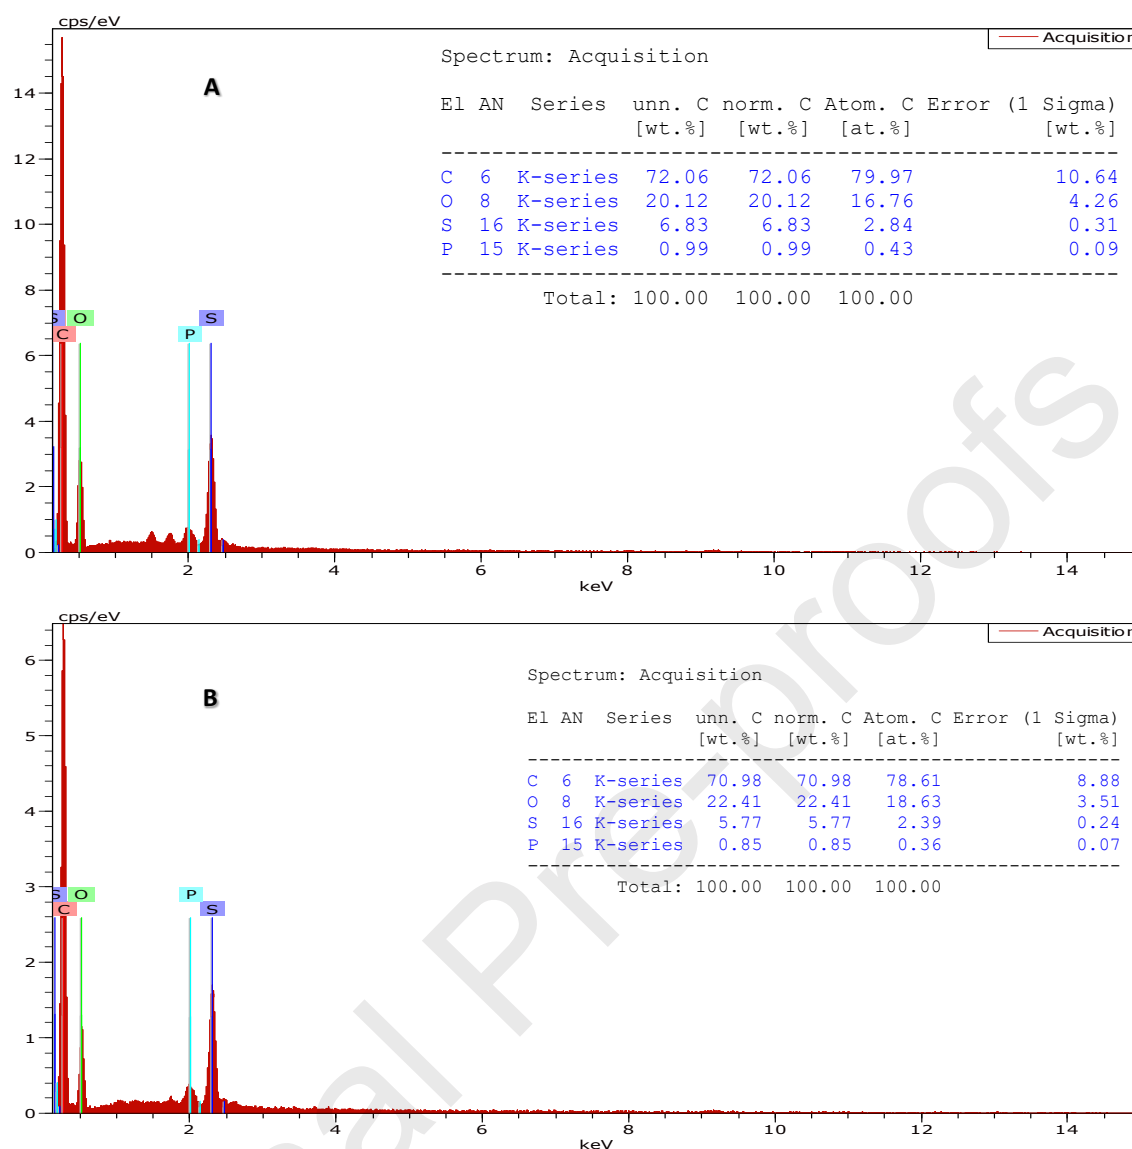 cps/eV
Acquisition
A
Spectrum: Acquisition
El AN Series unn. C norm. C Atom. C Error (1 Sigma)
[wt.%] [wt.%] [at.%] [wt.%]
C 6 K-series 72.06 72.06 79.97 10.64
O 8 K-series 20.12 20.12 16.76 4.26
S 16 K-series 6.83 6.83 2.84 0.31
P 15 K-series 0.99 0.99 0.43 0.09
Total: 100.00 100.00 100.00
14
12
10
8
6
4
2
0
S O P S
C
2 4 6 8 10 12 14
keV
cps/eV
Acquisition
B
Spectrum: Acquisition
El AN Series unn. C norm. C Atom. C Error (1 Sigma)
[wt.%] [wt.%] [at.%] [wt.%]
C 6 K-series 70.98 70.98 78.61 8.88
O 8 K-series 22.41 22.41 18.63 3.51
S 16 K-series 5.77 5.77 2.39 0.24
P 15 K-series 0.85 0.85 0.36 0.07
Total: 100.00 100.00 100.00
6
5
4
3
2
1
0
S O P
C S
2 4 6 8 10 12 14
keV
al Pre-proofs